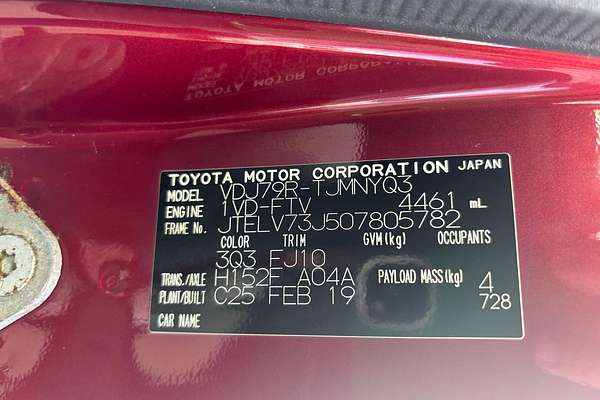 TOYOTA MOTOR CORPORATION JAPAN
MODEL VDJ79R-TJMNYQ3
ENGINE 1VD-FTV 4461 mL
FRAME No. JTELV73J507805782
COLOR TRIM GVM(kg) OCCUPANTS
3Q3 FJ10
TRANS./AXLE H152F A04A PAYLOAD MASS(kg) 4
PLANT/BUILT C25 FEB 19 728
CAR NAME